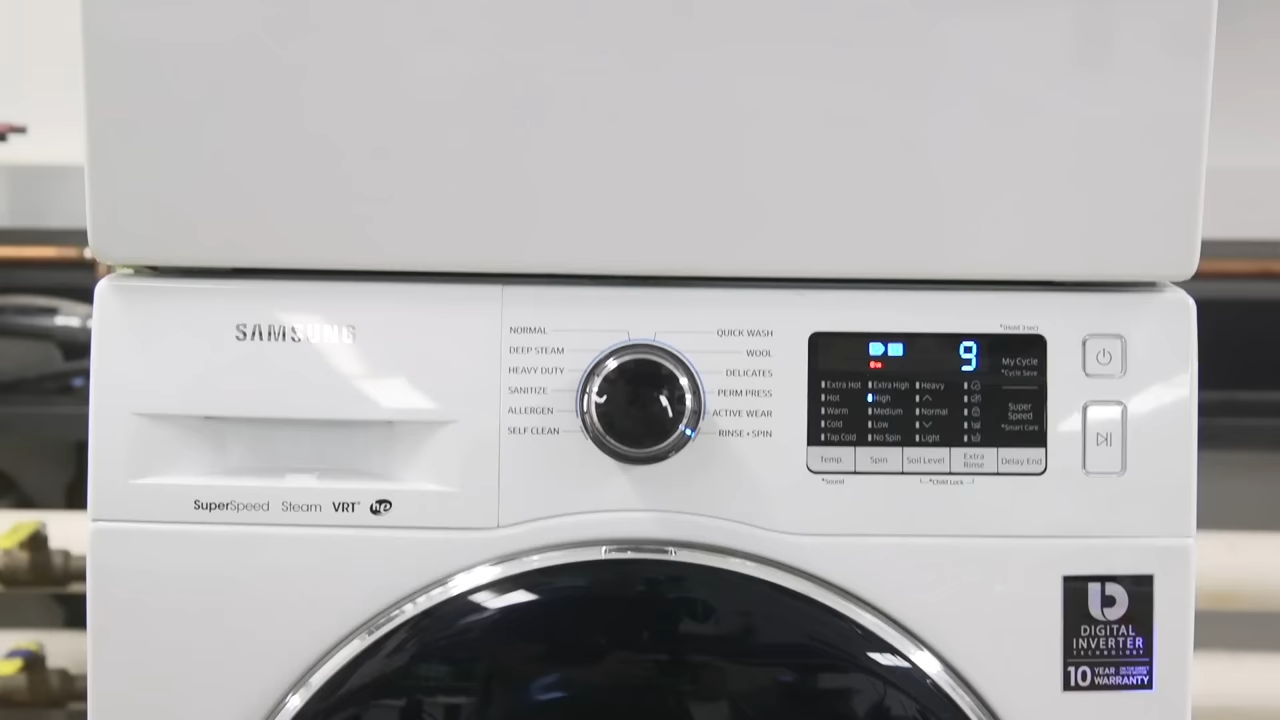 SAMSUNG
SuperSpeed Steam VRT he
NORMAL
DEEP STEAM
HEAVY DUTY
SANITIZE
ALLERGEN
SELF CLEAN
QUICK WASH
WOOL
DELICATES
PERM PRESS
ACTIVE WEAR
RINSE + SPIN
9
My Cycle
*Cycle Save
Extra Hot Extra High Heavy
Hot High
Warm Medium Normal
Cold Low
Tap Cold No Spin Light
Super
Speed
*Smart Care
Temp. Spin Soil Level Extra Rinse Delay End
*Sound *Child Lock
DIGITAL
INVERTER
TECHNOLOGY
10 YEAR WARRANTY